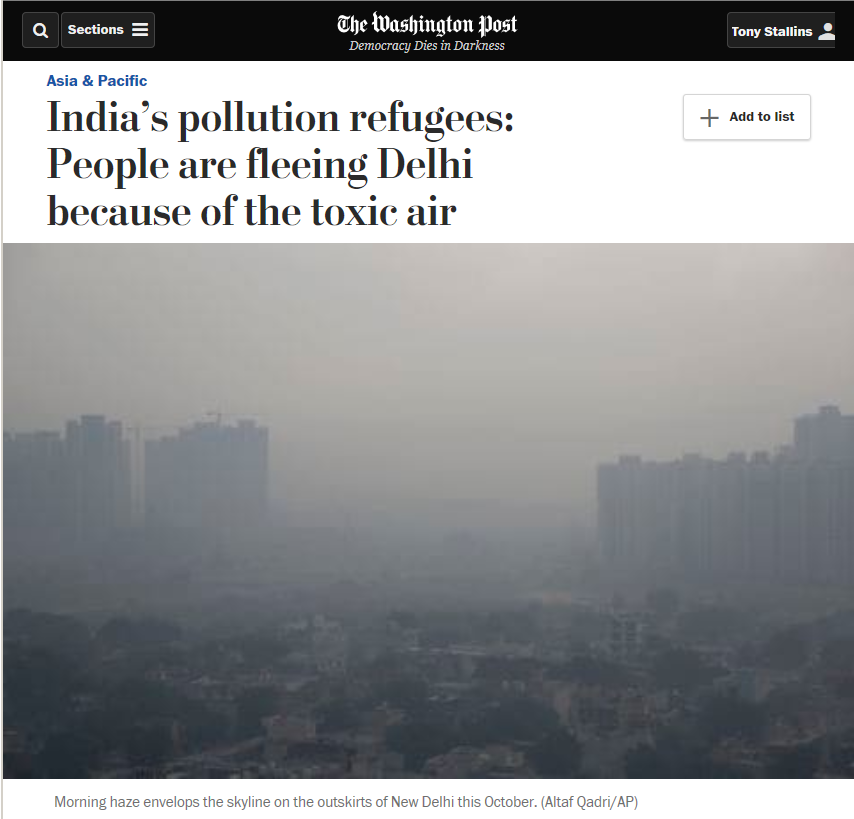 Sections
The Washington Post
Democracy Dies in Darkness
Tony Stallins
Asia & Pacific
India’s pollution refugees:
People are fleeing Delhi
because of the toxic air
Add to list
Morning haze envelops the skyline on the outskirts of New Delhi this October. (Altaf Qadri/AP)